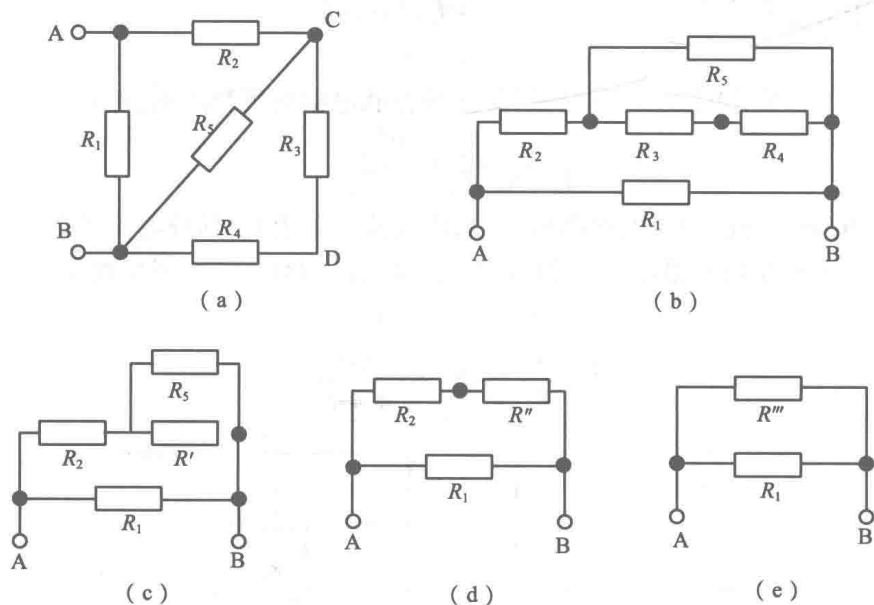 A C
R₂
R₁ R₅ R₃
B R₄ D
(a)
R₅
R₂ R₃ R₄
R₁
A B
(b)
R₅
R₂ R'
R₁
A B
(c)
R₂ R"
R₁
A B
(d)
R'''
R₁
A B
(e)